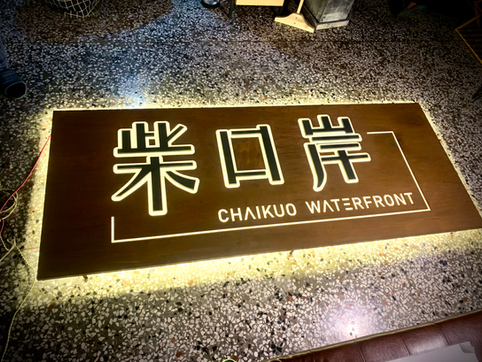 柴口岸
CHAIKUO WATERFRONT